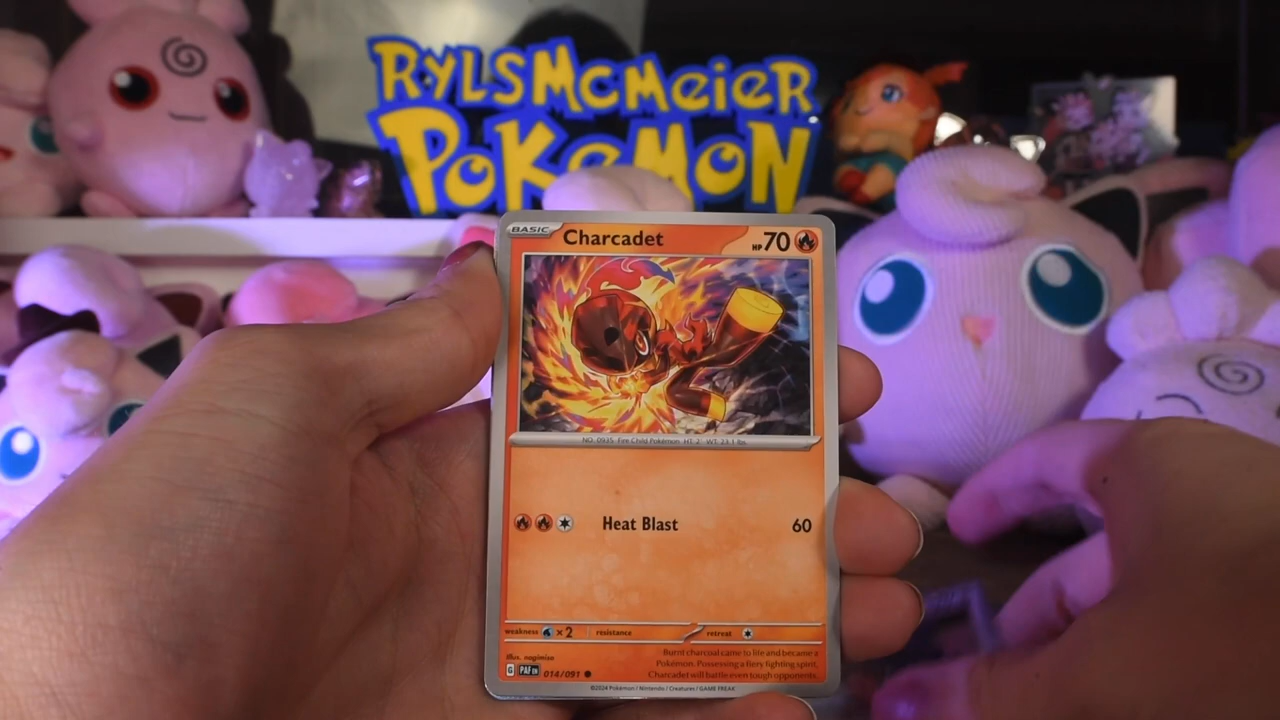 RYLSMCMEIER
POKeMON
BASIC Charcadet HP 70
NO. 0935 Fire Child Pokémon HT: 2' WT: 23.1 lbs.
Heat Blast 60
weakness ×2 resistance retreat
Illus. nagimiso
Burnt charcoal came to life and became a
Pokémon. Possessing a fiery fighting spirit,
Charcadet will battle even tough opponents.
G PAF EN 014/091
©2024 Pokémon / Nintendo / Creatures / GAME FREAK